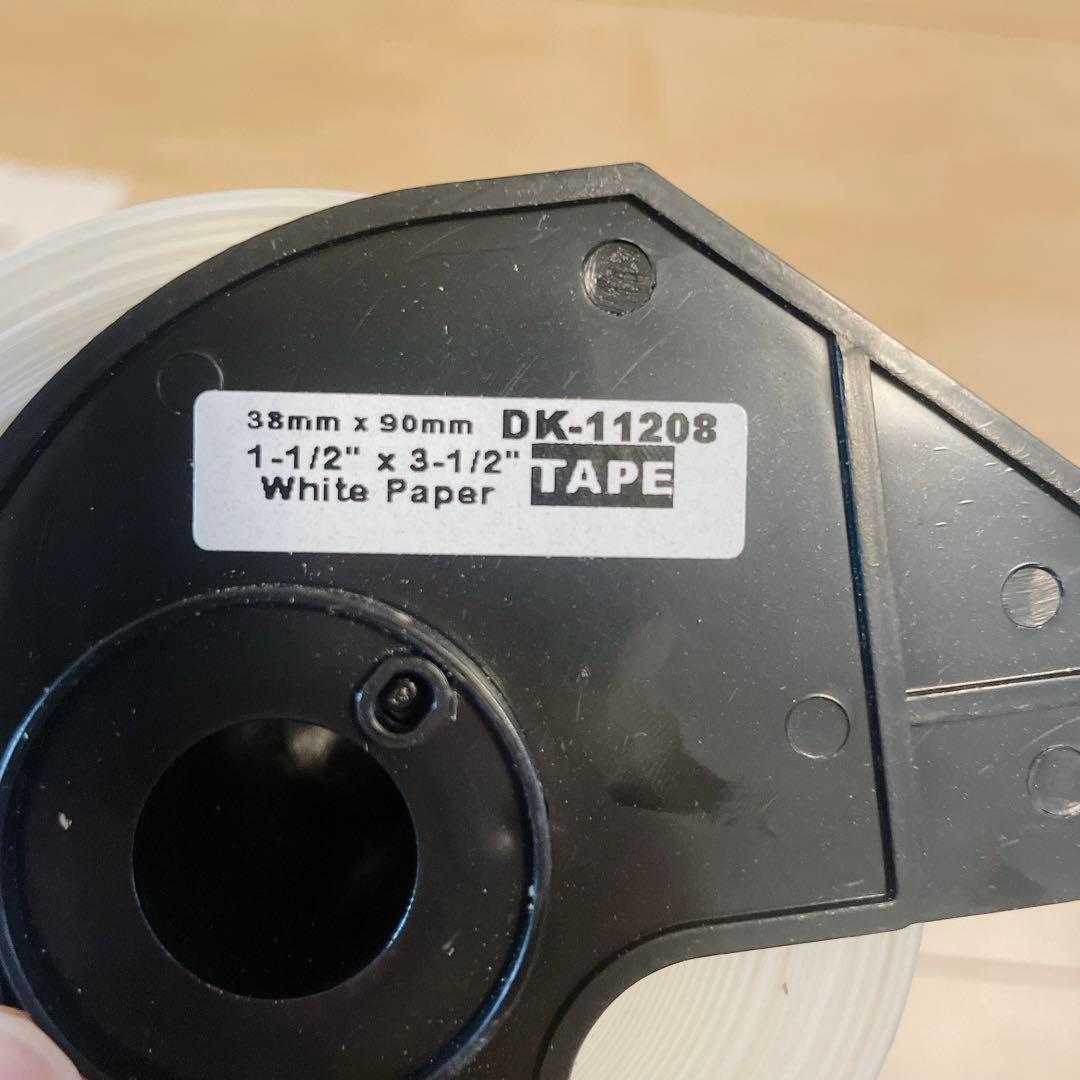 38mm x 90mm DK-11208
1-1/2" x 3-1/2" TAPE
White Paper